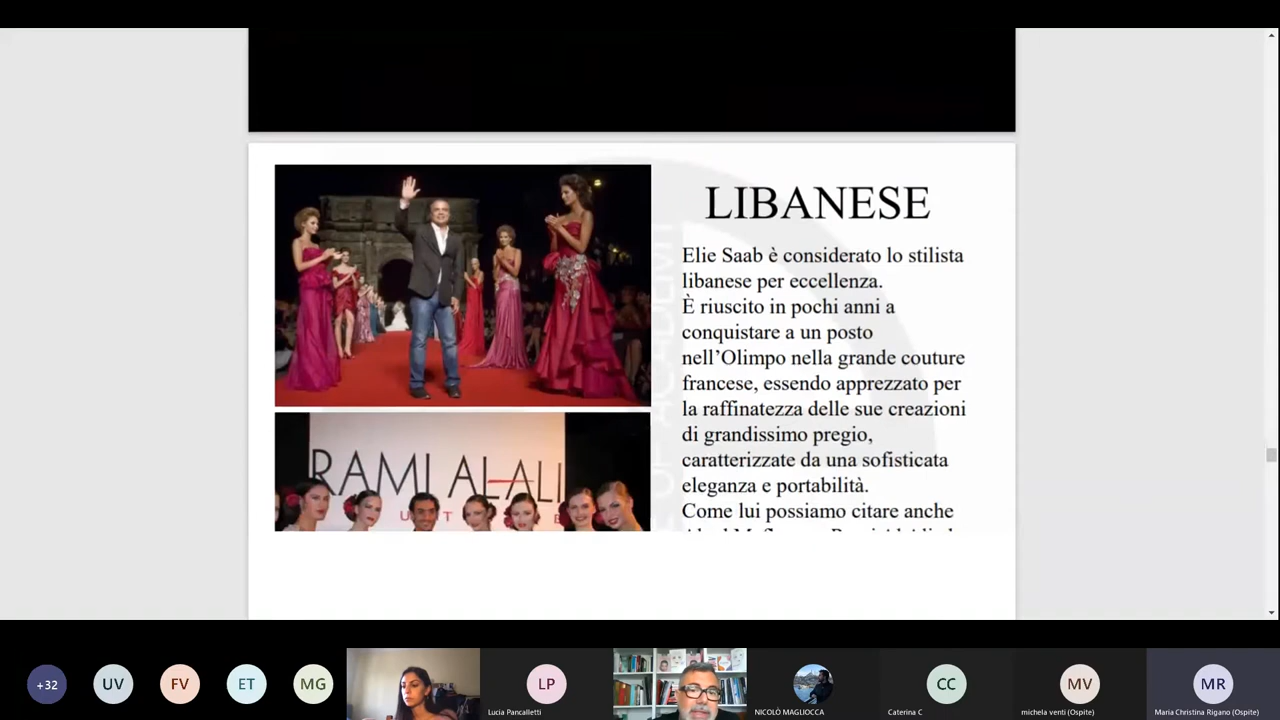 LIBANESE
Elie Saab è considerato lo stilista
libanese per eccellenza.
È riuscito in pochi anni a
conquistare a un posto
nell’Olimpo nella grande couture
francese, essendo apprezzato per
la raffinatezza delle sue creazioni
di grandissimo pregio,
caratterizzate da una sofisticata
eleganza e portabilità.
Come lui possiamo citare anche
RAMI AL ALI
+32
UV
FV
ET
MG
LP
Lucia Pancalletti
NICOLÒ MAGLIOCCA
CC
Caterina C
MV
michela venti (Ospite)
MR
Maria Christina Rigano (Ospite)